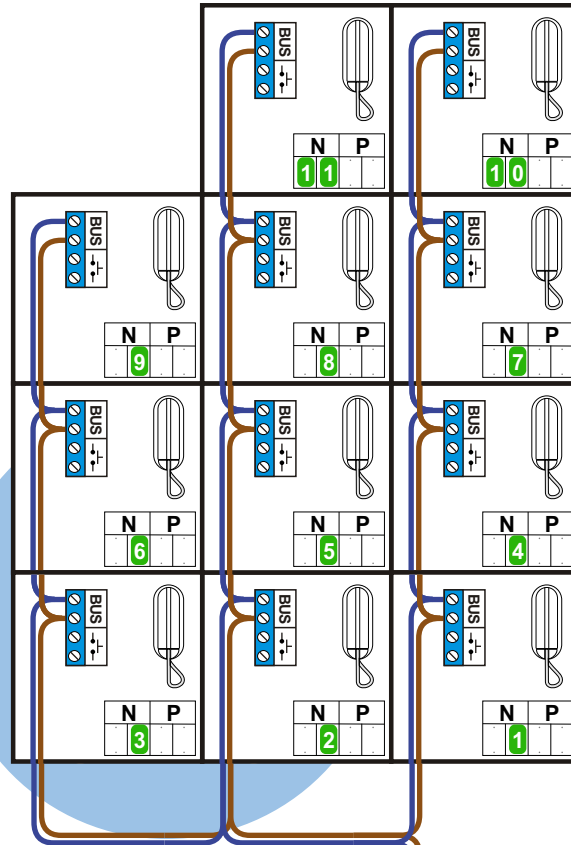 BUS BUS
N P N P
11 10
BUS BUS BUS
N P N P N P
9 8 7
BUS BUS BUS
N P N P N P
6 5 4
BUS BUS BUS
N P N P N P
3 2 1